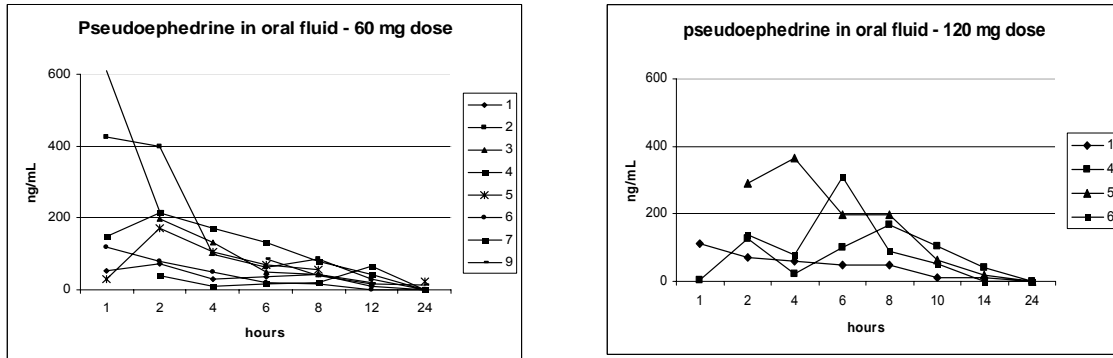 Pseudoephedrine in oral fluid - 60 mg dose
600
400
200
0
ng/mL
1 2 4 6 8 12 24
hours
1
2
3
4
5
6
7
9
pseudoephedrine in oral fluid - 120 mg dose
600
400
200
0
ng/mL
1 2 4 6 8 10 14 24
hours
1
4
5
6